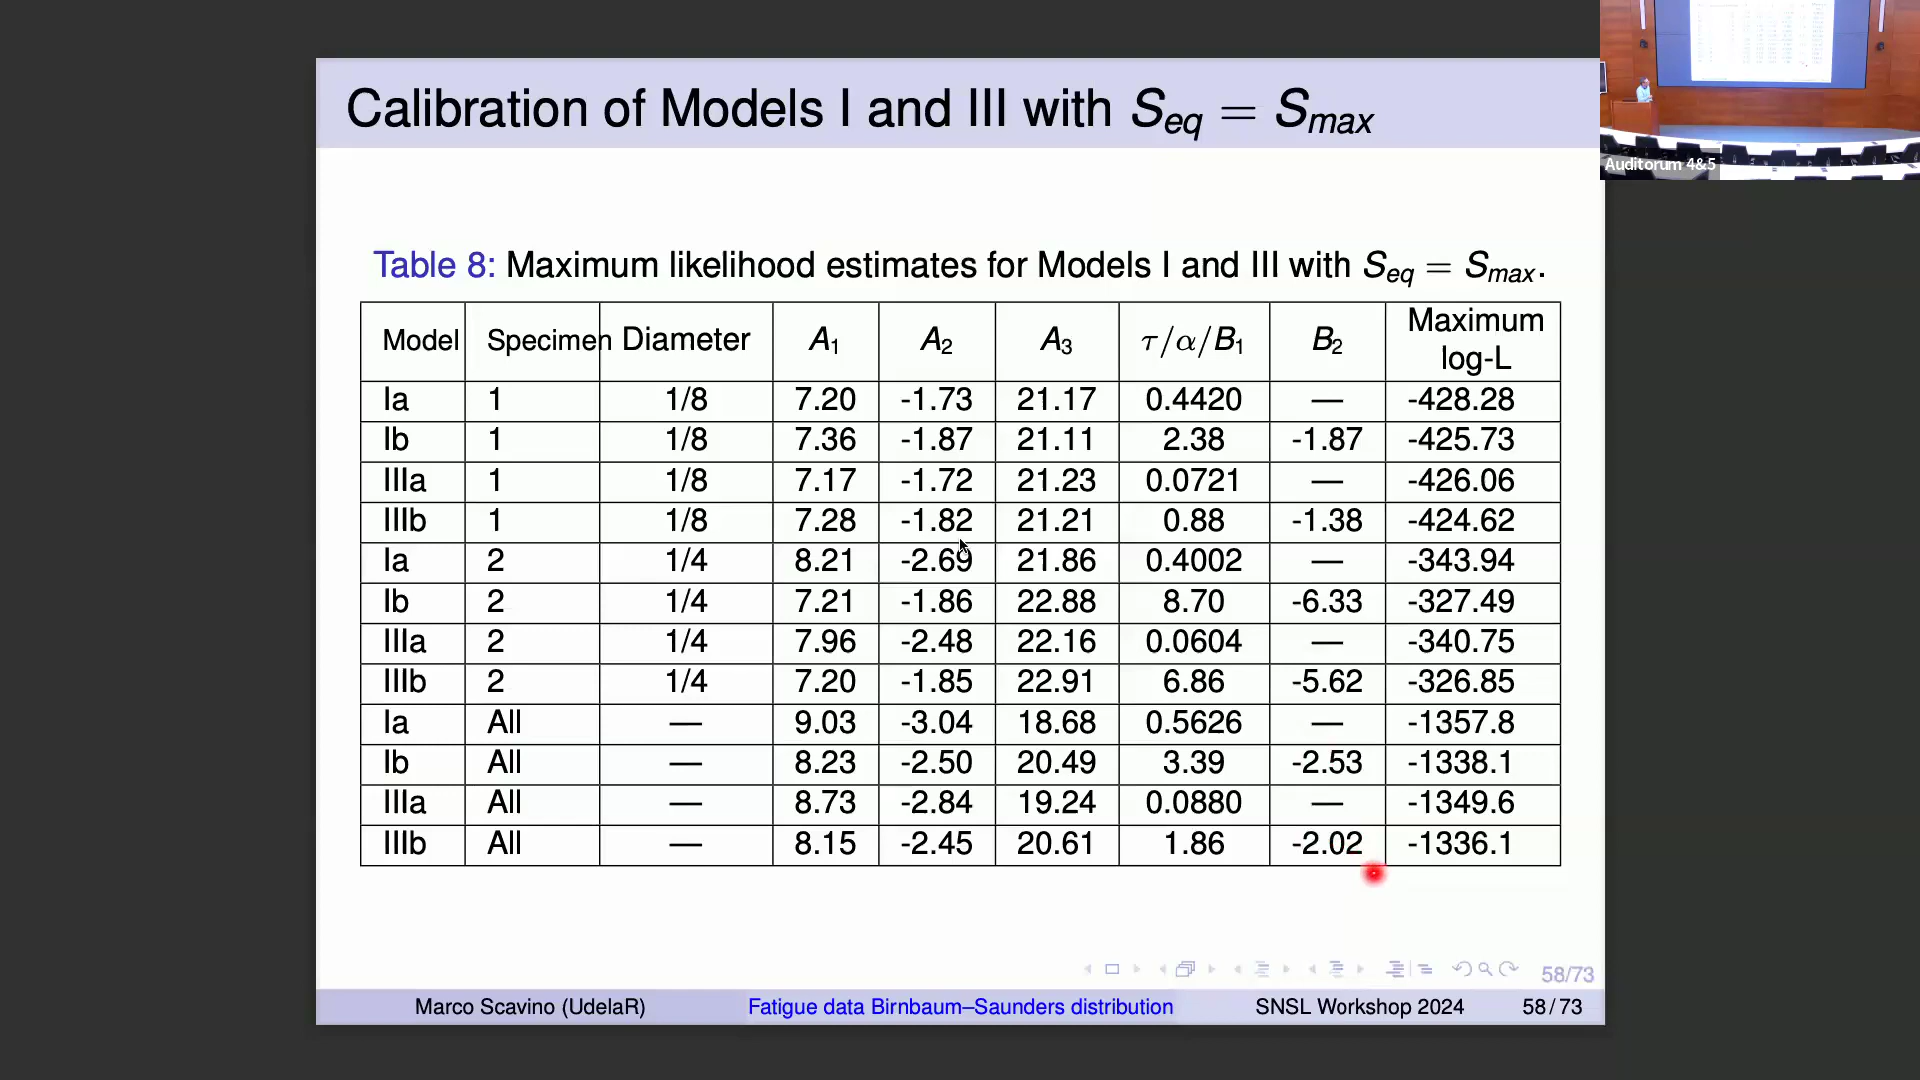 Calibration of Models I and III with S_eq = S_max
Auditorum 4&5
Table 8: Maximum likelihood estimates for Models I and III with S_eq = S_max.
Model Specimen Diameter A_1 A_2 A_3 τ/α/B_1 B_2 Maximum log-L
Ia 1 1/8 7.20 -1.73 21.17 0.4420 — -428.28
Ib 1 1/8 7.36 -1.87 21.11 2.38 -1.87 -425.73
IIIa 1 1/8 7.17 -1.72 21.23 0.0721 — -426.06
IIIb 1 1/8 7.28 -1.82 21.21 0.88 -1.38 -424.62
Ia 2 1/4 8.21 -2.69 21.86 0.4002 — -343.94
Ib 2 1/4 7.21 -1.86 22.88 8.70 -6.33 -327.49
IIIa 2 1/4 7.96 -2.48 22.16 0.0604 — -340.75
IIIb 2 1/4 7.20 -1.85 22.91 6.86 -5.62 -326.85
Ia All — 9.03 -3.04 18.68 0.5626 — -1357.8
Ib All — 8.23 -2.50 20.49 3.39 -2.53 -1338.1
IIIa All — 8.73 -2.84 19.24 0.0880 — -1349.6
IIIb All — 8.15 -2.45 20.61 1.86 -2.02 -1336.1
58/73
Marco Scavino (UdelaR) Fatigue data Birnbaum–Saunders distribution SNSL Workshop 2024 58/73